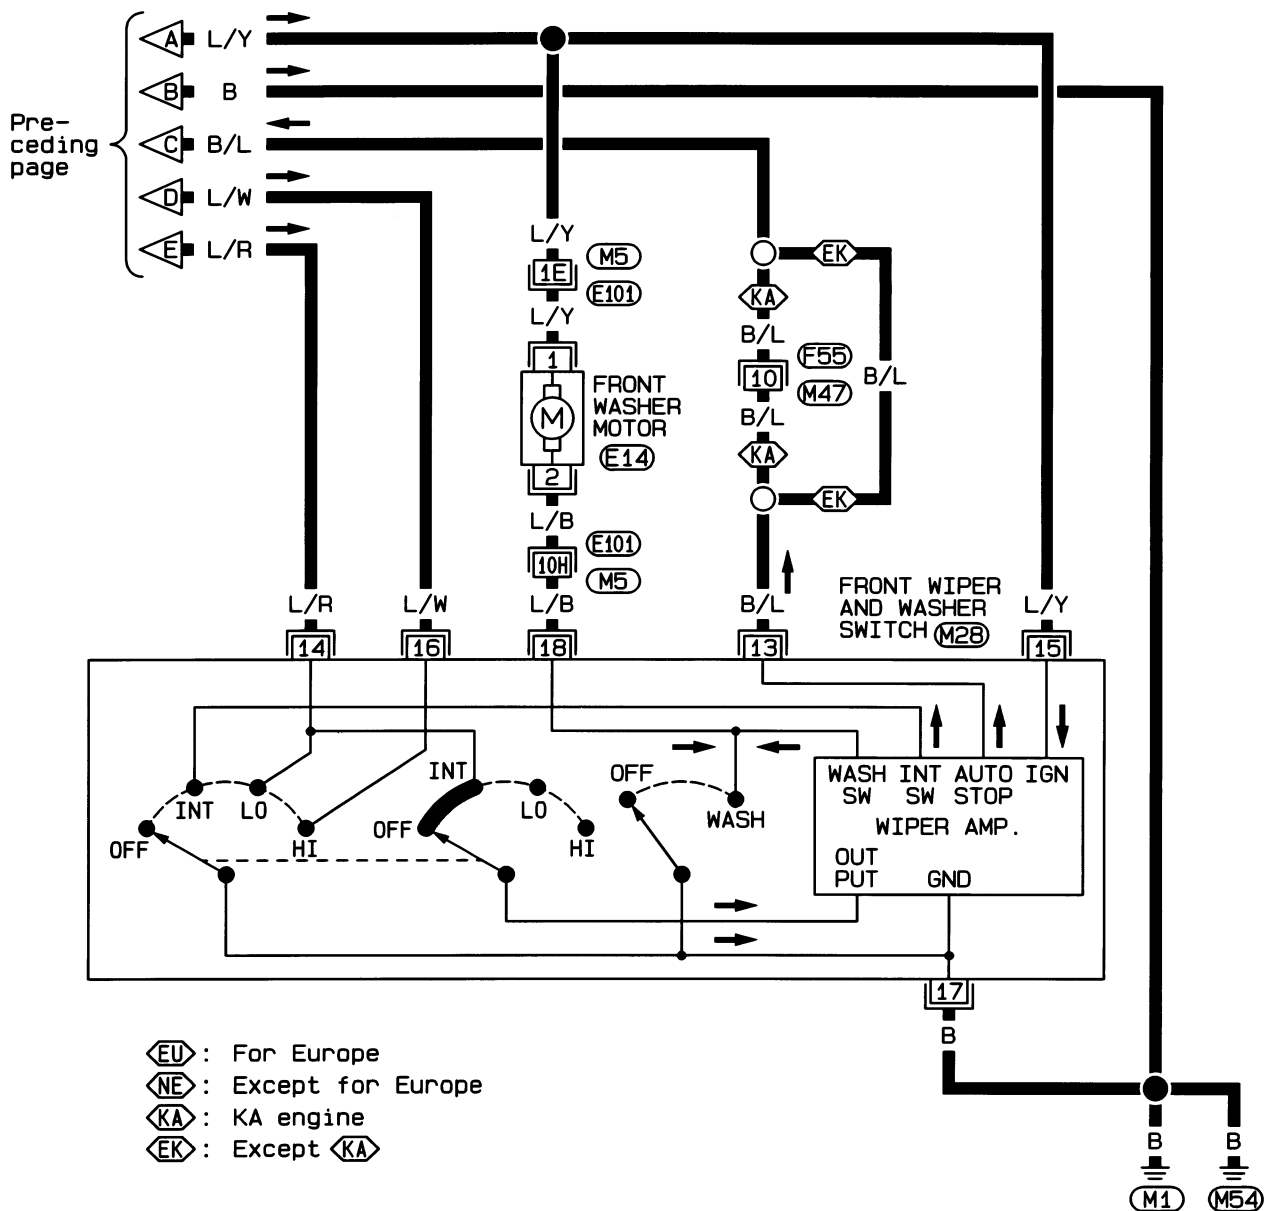 Pre-
ceding
page
A L/Y
B B
C B/L
D L/W
E L/R
L/Y
1E
M5
E101
L/Y
1
M
FRONT
WASHER
MOTOR
E14
2
L/B
10H
E101
M5
L/B
EK
KA
B/L
10
F55
M47
B/L
B/L
KA
EK
B/L
FRONT WIPER
AND WASHER
SWITCH M28
L/R
L/W
L/Y
14
16
18
13
15
INT
LO
OFF
HI
INT
LO
OFF
HI
OFF
WASH
WASH SW
INT SW
AUTO STOP
IGN
WIPER AMP.
OUT
PUT
GND
17
B
EU : For Europe
NE : Except for Europe
KA : KA engine
EK : Except KA
B
B
M1
M54